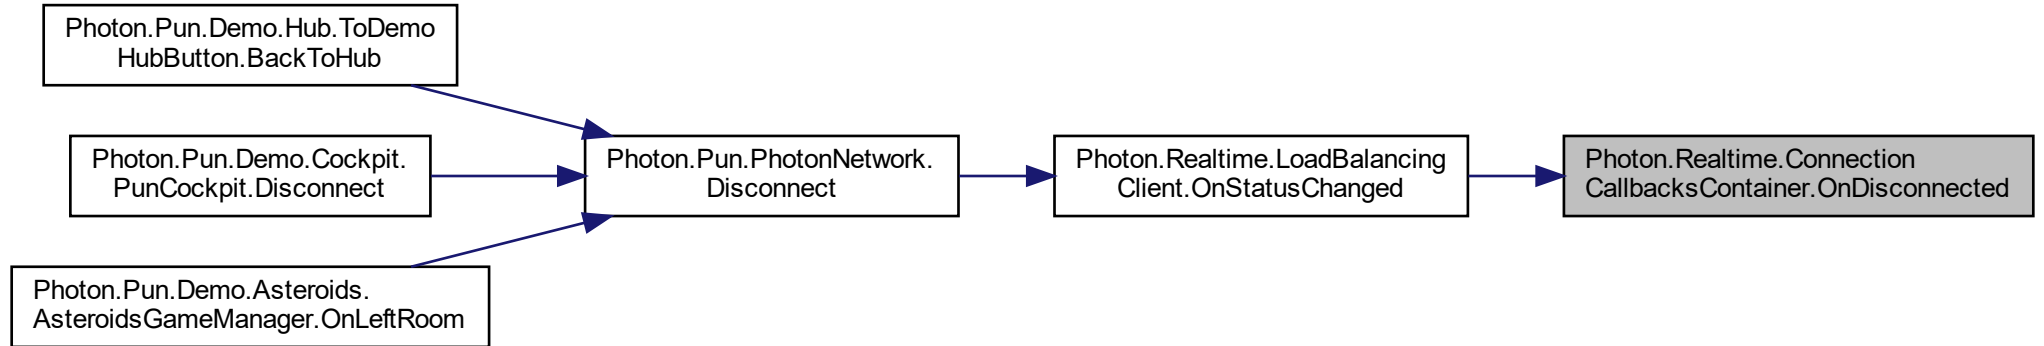 Photon.Pun.Demo.Hub.ToDemo
HubButton.BackToHub
Photon.Pun.Demo.Cockpit.
PunCockpit.Disconnect
Photon.Pun.Demo.Asteroids.
AsteroidsGameManager.OnLeftRoom
Photon.Pun.PhotonNetwork.
Disconnect
Photon.Realtime.LoadBalancing
Client.OnStatusChanged
Photon.Realtime.Connection
CallbacksContainer.OnDisconnected